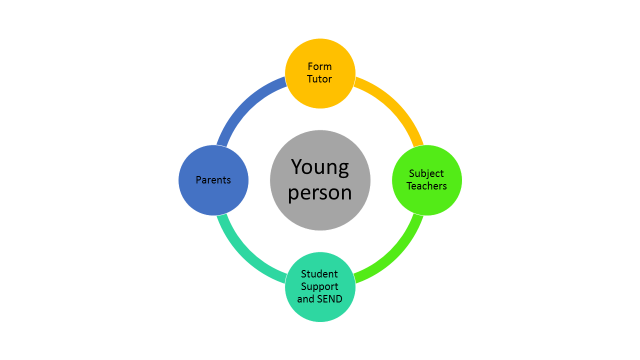 Form
Tutor
Young
person
Parents
Subject
Teachers
Student
Support
and SEND